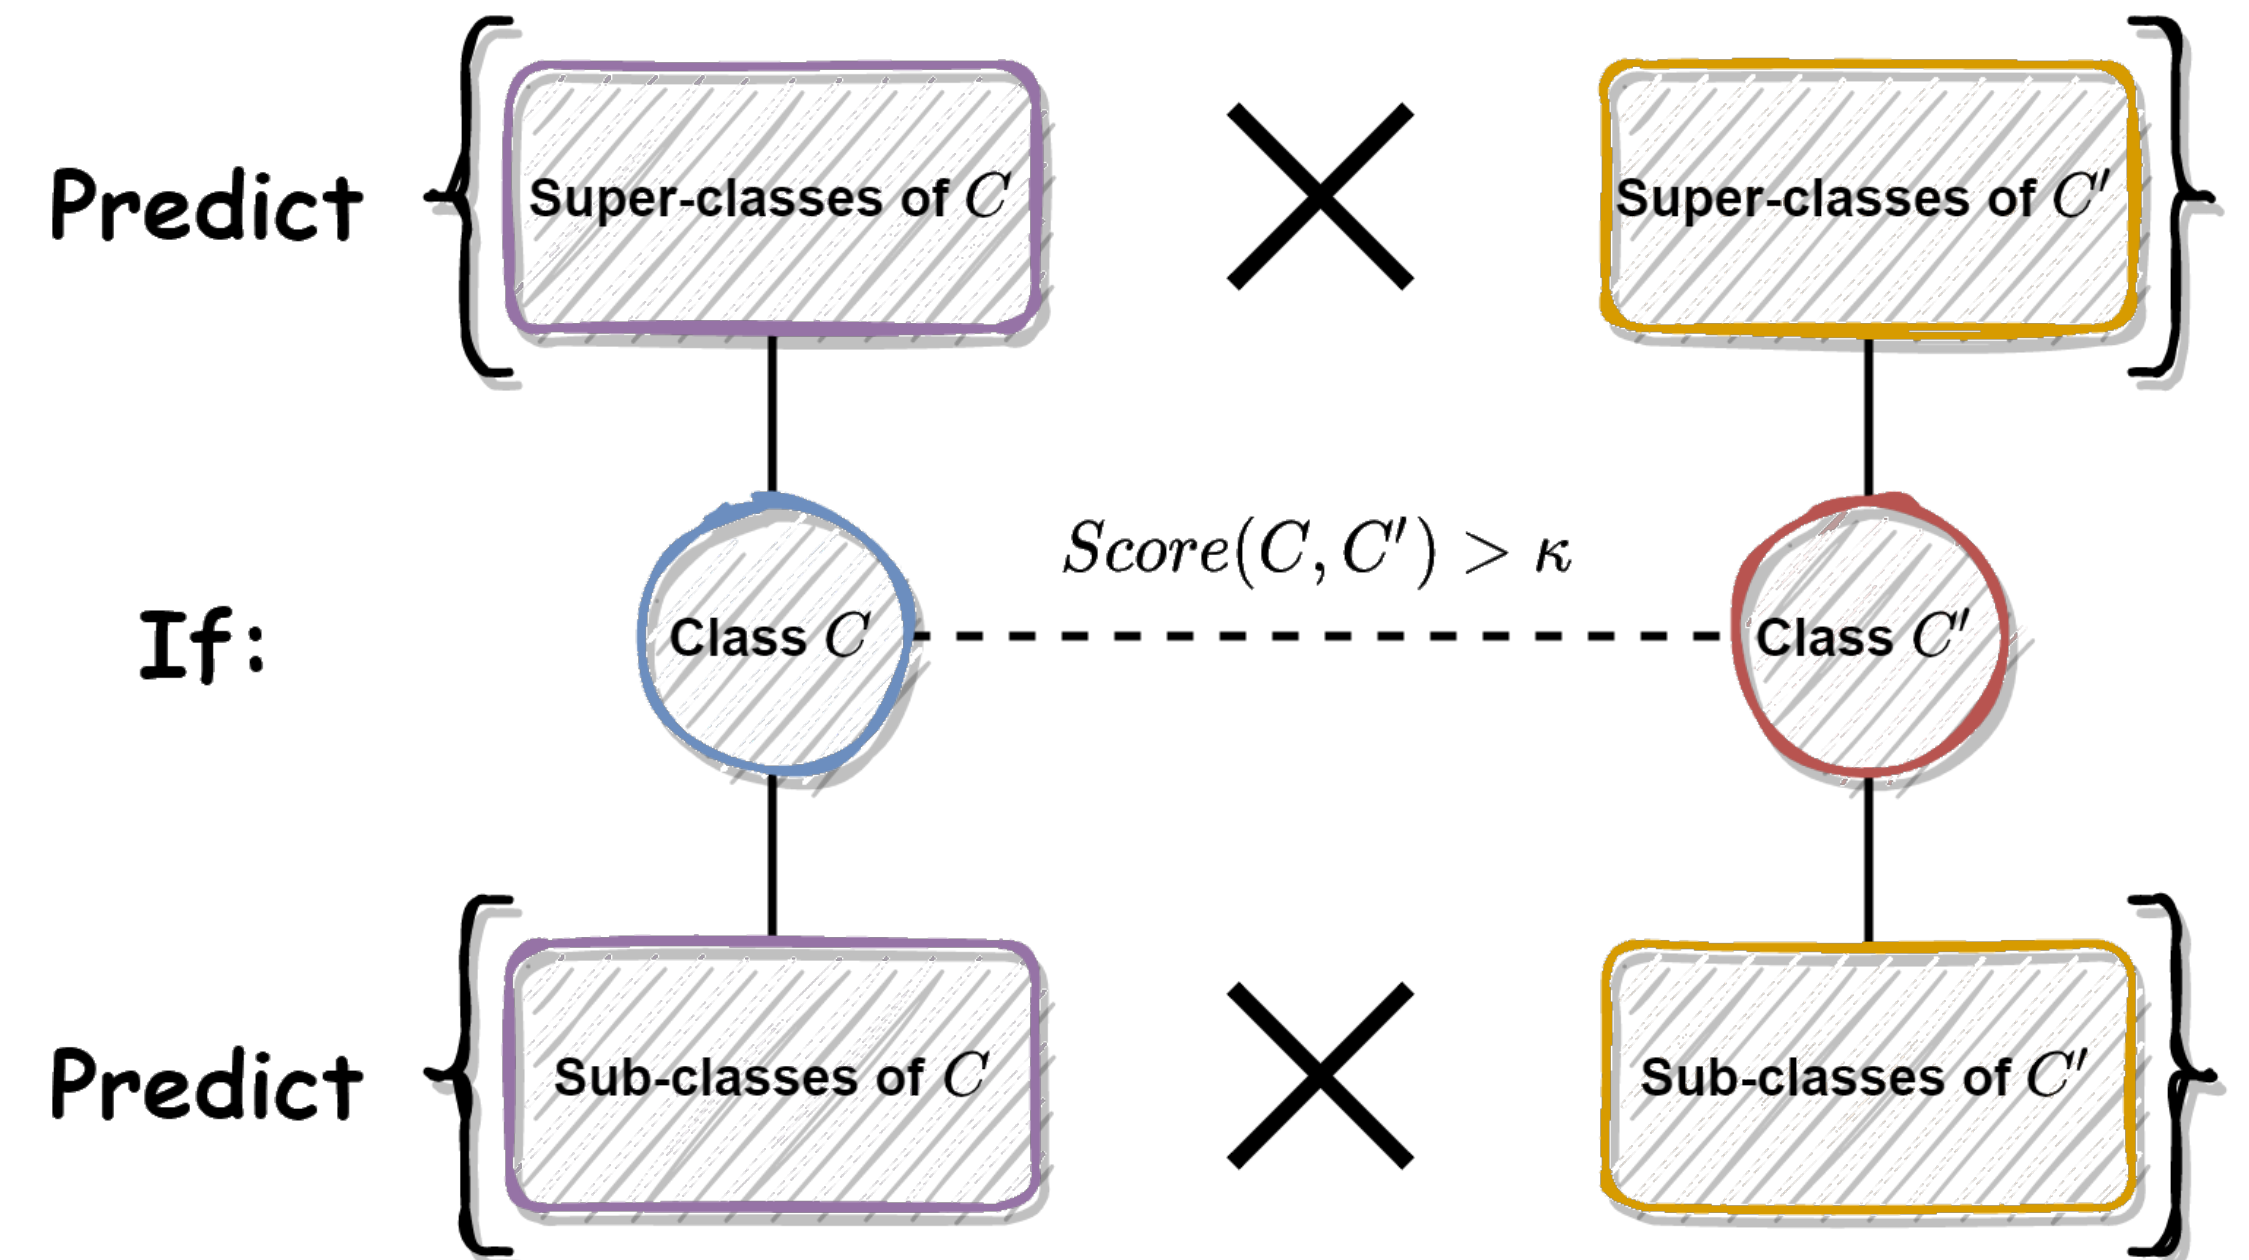 Predict
Super-classes of C
Super-classes of C′
Score(C, C′) > κ
If:
Class C
Class C′
Predict
Sub-classes of C
Sub-classes of C′